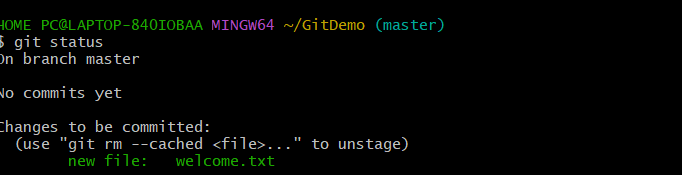 HOME PC@LAPTOP-840IOBAA MINGW64 ~/GitDemo (master)
$ git status
On branch master
No commits yet
Changes to be committed:
(use "git rm --cached <file>..." to unstage)
new file: welcome.txt